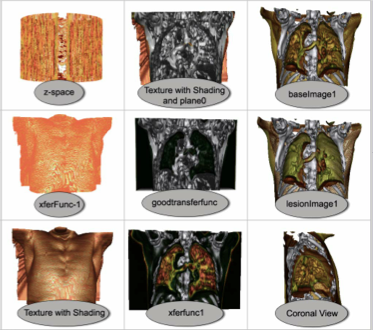 z-space
Texture with Shading
and plane0
baseImage1
xferFunc-1
goodtransferfunc
lesionImage1
Texture with Shading
xferfunc1
Coronal View